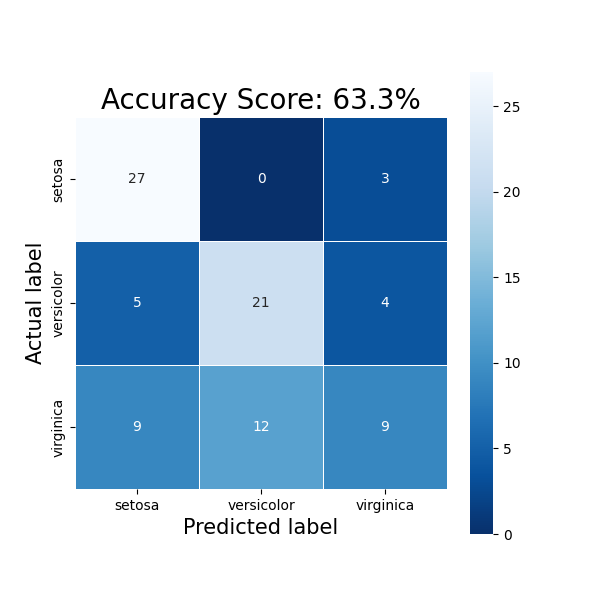 Accuracy Score: 63.3%
Actual label
setosa
27 0 3
versicolor
5 21 4
virginica
9 12 9
setosa versicolor virginica
Predicted label
25
20
15
10
5
0